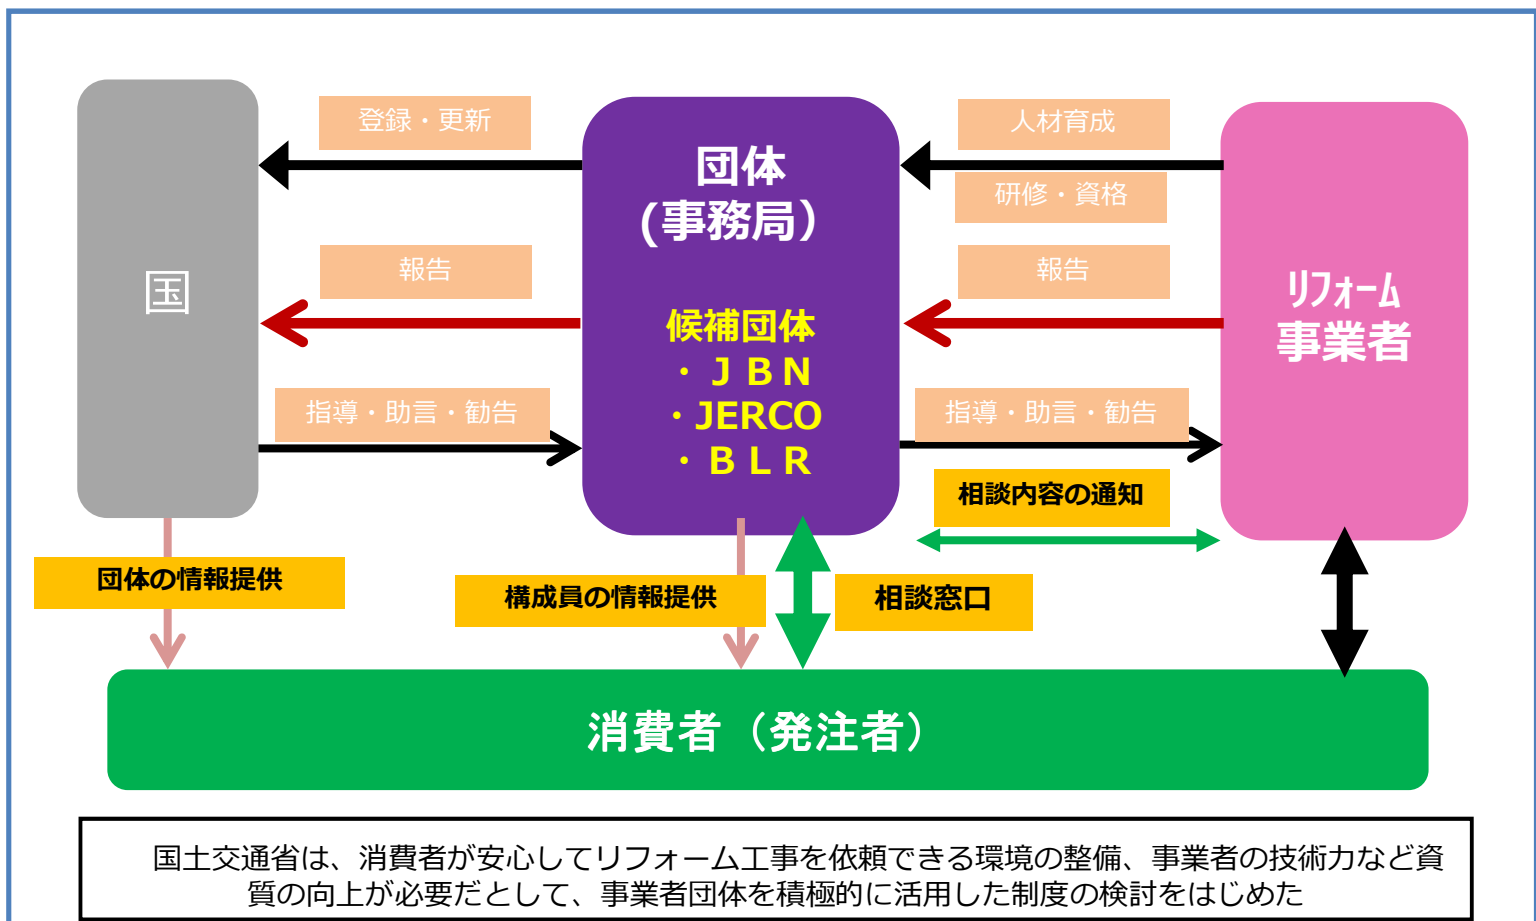 登録・更新
人材育成
団体
(事務局）
研修・資格
国
報告
報告
リフォーム
事業者
候補団体
・ＪＢＮ
・JERCO
・ＢＬＲ
指導・助言・勧告
指導・助言・勧告
相談内容の通知
団体の情報提供
構成員の情報提供
相談窓口
消費者（発注者）
国土交通省は、消費者が安心してリフォーム工事を依頼できる環境の整備、事業者の技術力など資
質の向上が必要だとして、事業者団体を積極的に活用した制度の検討をはじめた